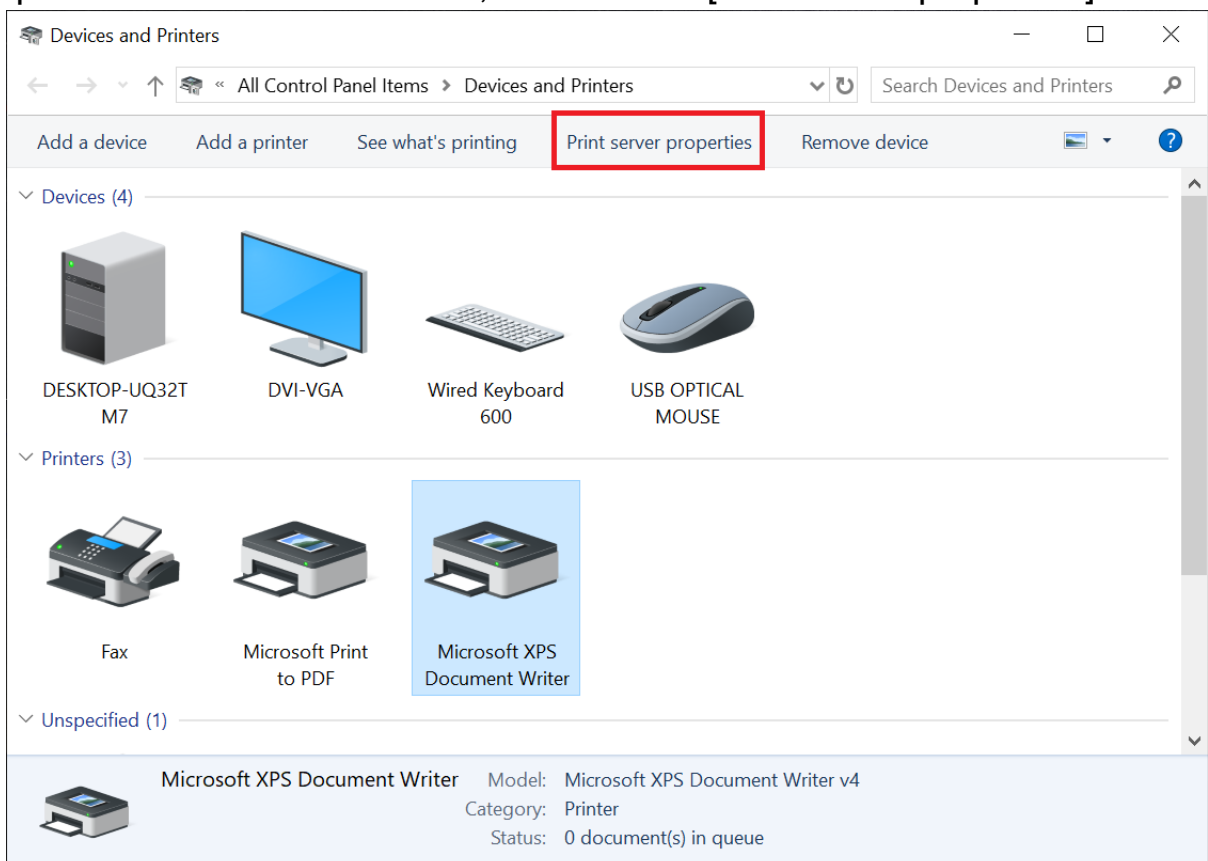 Devices and Printers
« All Control Panel Items > Devices and Printers
Search Devices and Printers
Add a device Add a printer See what's printing Print server properties Remove device
Devices (4)
DESKTOP-UQ32T
M7
DVI-VGA
Wired Keyboard
600
USB OPTICAL
MOUSE
Printers (3)
Fax
Microsoft Print
to PDF
Microsoft XPS
Document Writer
Unspecified (1)
Microsoft XPS Document Writer Model: Microsoft XPS Document Writer v4
Category: Printer
Status: 0 document(s) in queue